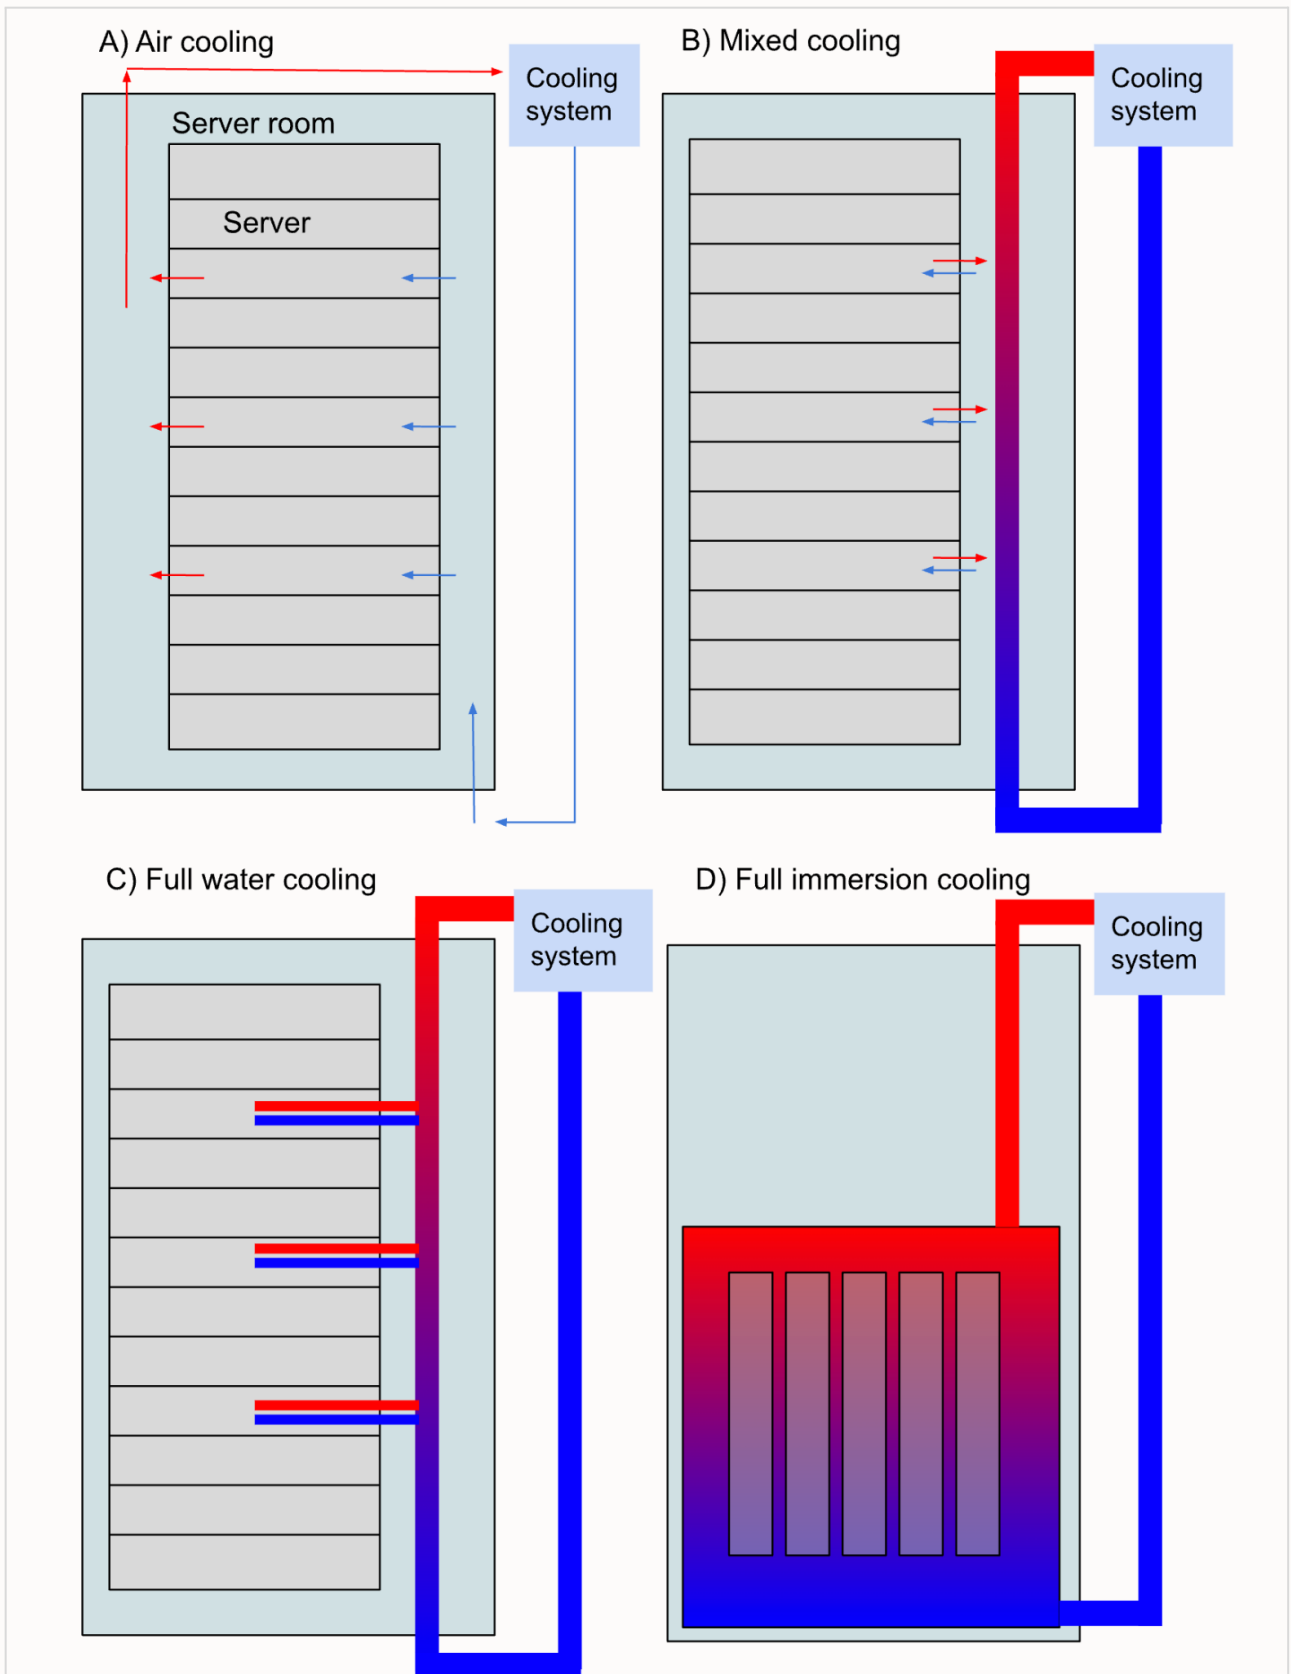 A) Air cooling
Cooling
system
Server room
Server
B) Mixed cooling
Cooling
system
C) Full water cooling
Cooling
system
D) Full immersion cooling
Cooling
system